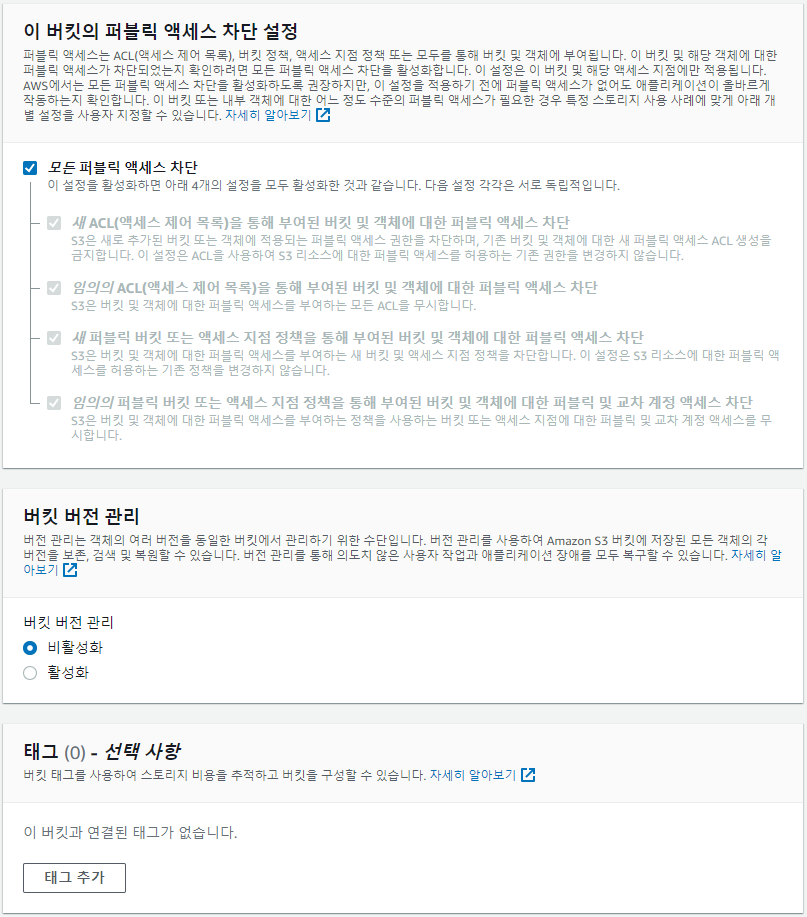 이 버킷의 퍼블릭 액세스 차단 설정
퍼블릭 액세스는 ACL(액세스 제어 목록), 버킷 정책, 액세스 지점 정책 또는 모두를 통해 버킷 및 객체에 부여됩니다. 이 버킷 및 해당 객체에 대한
퍼블릭 액세스가 차단되었는지 확인하려면 모든 퍼블릭 액세스 차단을 활성화합니다. 이 설정은 이 버킷 및 해당 액세스 지점에만 적용됩니다.
AWS에서는 모든 퍼블릭 액세스 차단을 활성화하도록 권장하지만, 이 설정을 적용하기 전에 퍼블릭 액세스가 없어도 애플리케이션이 올바르게
작동하는지 확인합니다. 이 버킷 또는 내부 객체에 대한 어느 정도 수준의 퍼블릭 액세스가 필요한 경우 특정 스토리지 사용 사례에 맞게 아래 개
별 설정을 사용자 지정할 수 있습니다. 자세히 알아보기
모든 퍼블릭 액세스 차단
이 설정을 활성화하면 아래 4개의 설정을 모두 활성화한 것과 같습니다. 다음 설정 각각은 서로 독립적입니다.
새 ACL(액세스 제어 목록)을 통해 부여된 버킷 및 객체에 대한 퍼블릭 액세스 차단
S3은 새로 추가된 버킷 또는 객체에 적용되는 퍼블릭 액세스 권한을 차단하며, 기존 버킷 및 객체에 대한 새 퍼블릭 액세스 ACL 생성을
금지합니다. 이 설정은 ACL을 사용하여 S3 리소스에 대한 퍼블릭 액세스를 허용하는 기존 권한을 변경하지 않습니다.
임의의 ACL(액세스 제어 목록)을 통해 부여된 버킷 및 객체에 대한 퍼블릭 액세스 차단
S3은 버킷 및 객체에 대한 퍼블릭 액세스를 부여하는 모든 ACL을 무시합니다.
새 퍼블릭 버킷 또는 액세스 지점 정책을 통해 부여된 버킷 및 객체에 대한 퍼블릭 액세스 차단
S3은 버킷 및 객체에 대한 퍼블릭 액세스를 부여하는 새 버킷 및 액세스 지점 정책을 차단합니다. 이 설정은 S3 리소스에 대한 퍼블릭 액
세스를 허용하는 기존 정책을 변경하지 않습니다.
임의의 퍼블릭 버킷 또는 액세스 지점 정책을 통해 부여된 버킷 및 객체에 대한 퍼블릭 및 교차 계정 액세스 차단
S3은 버킷 및 객체에 대한 퍼블릭 액세스를 부여하는 정책을 사용하는 버킷 또는 액세스 지점에 대한 퍼블릭 및 교차 계정 액세스를 무
시합니다.
버킷 버전 관리
버전 관리는 객체의 여러 버전을 동일한 버킷에서 관리하기 위한 수단입니다. 버전 관리를 사용하여 Amazon S3 버킷에 저장된 모든 객체의 각
버전을 보존, 검색 및 복원할 수 있습니다. 버전 관리를 통해 의도치 않은 사용자 작업과 애플리케이션 장애를 모두 복구할 수 있습니다. 자세히 알
아보기
버킷 버전 관리
비활성화
활성화
태그 (0) - 선택 사항
버킷 태그를 사용하여 스토리지 비용을 추적하고 버킷을 구성할 수 있습니다. 자세히 알아보기
이 버킷과 연결된 태그가 없습니다.
태그 추가